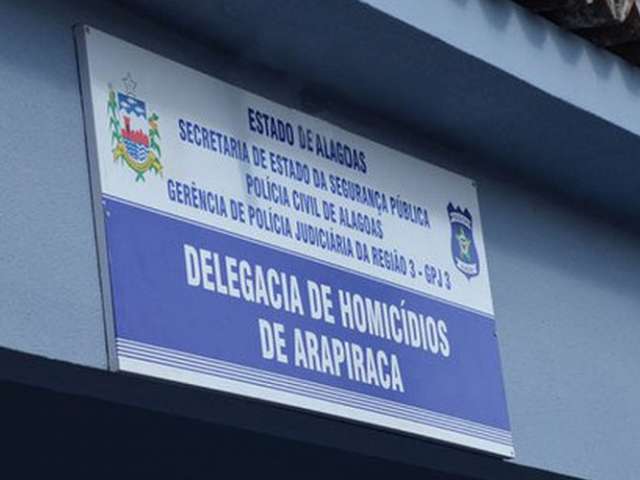 ESTADO DE ALAGOAS
SECRETARIA DE ESTADO DA SEGURANÇA PÚBLICA
POLÍCIA CIVIL DE ALAGOAS
GERÊNCIA DE POLÍCIA JUDICIÁRIA DA REGIÃO 3 - GPJ 3
DELEGACIA DE HOMICÍDIOS
DE ARAPIRACA